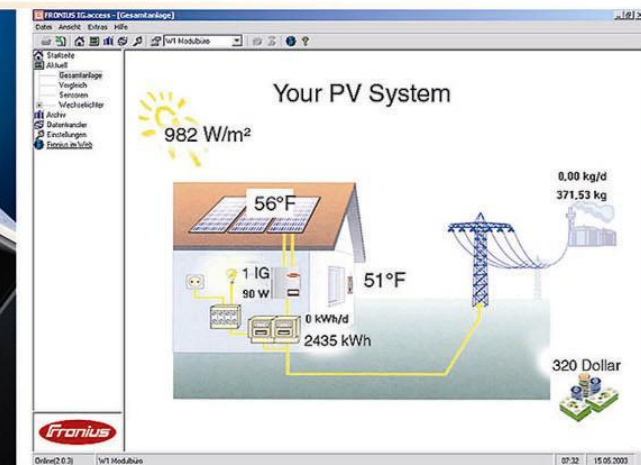 FRONIUS IG.access - [Gesamtanlage]
Datei Ansicht Extras Hilfe
W1 Modulbüro
Startseite
Aktuell
Gesamtanlage
Vergleich
Sensoren
Wechselrichter
Archiv
Datenlogger
Einstellungen
Fronius im Web
Your PV System
982 W/m²
0,00 kg/d
371,53 kg
56°F
1 IG
90 W
51°F
0 kWh/d
2435 kWh
320 Dollar
Fronius
Online(2.0.3) W1 Modulbüro 07:32 15.05.2003